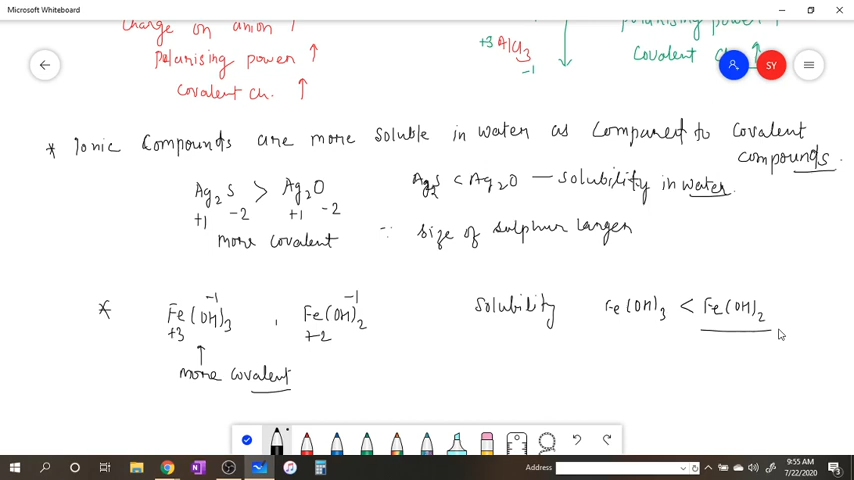 Microsoft Whiteboard
Charge on anion ↑
Polarising power ↑
Covalent Ch. ↑
+3 AlCl3
-1
polarising power ↑
Covalent Ch ↑
SY
* Ionic Compounds are more soluble in water as compared to covalent
compounds.
Ag2S > Ag2O
+1 -2 +1 -2
more covalent
Ag2S < Ag2O — solubility in water.
∵ size of sulphur larger
* Fe(OH)3 , Fe(OH)2
-1 -1
+3 +2
↑
more covalent
Solubility Fe(OH)3 < Fe(OH)2
Address
9:55 AM
7/22/2020